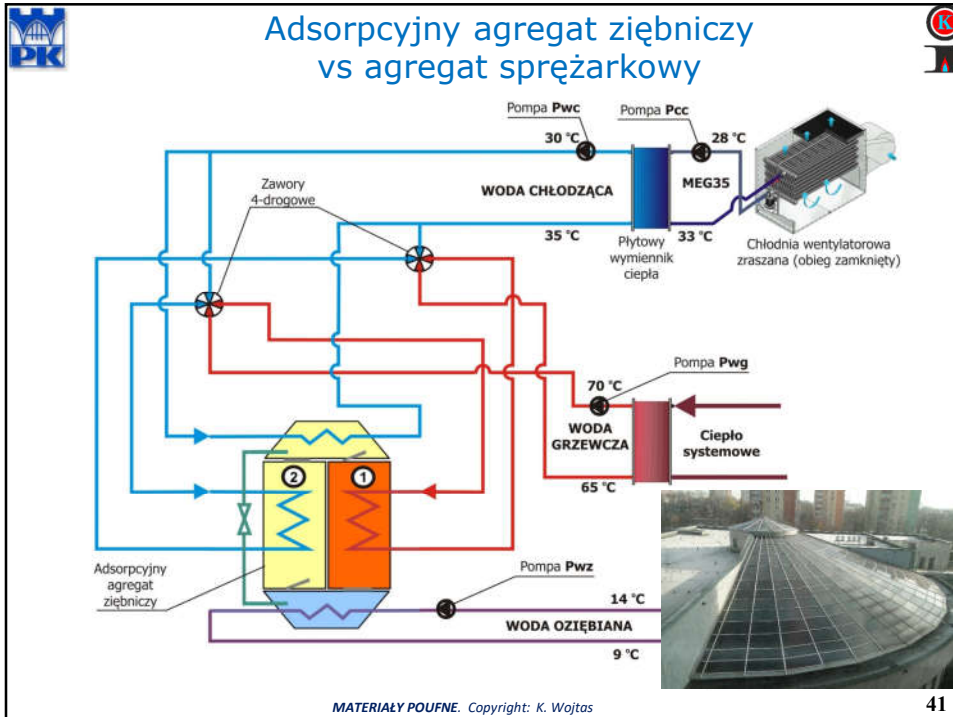 PK
K
Adsorpcyjny agregat ziębniczy
vs agregat sprężarkowy
Pompa Pwc
Pompa Pcc
30 °C
28 °C
Zawory
4-drogowe
WODA CHŁODZĄCA
MEG35
35 °C
33 °C
Płytowy
wymiennik
ciepła
Chłodnia wentylatorowa
zraszana (obieg zamknięty)
Pompa Pwg
70 °C
WODA
GRZEWCZA
Ciepło
systemowe
65 °C
2
1
Adsorpcyjny
agregat
ziębniczy
Pompa Pwz
14 °C
WODA OZIĘBIANA
9 °C
MATERIAŁY POUFNE. Copyright: K. Wojtas
41